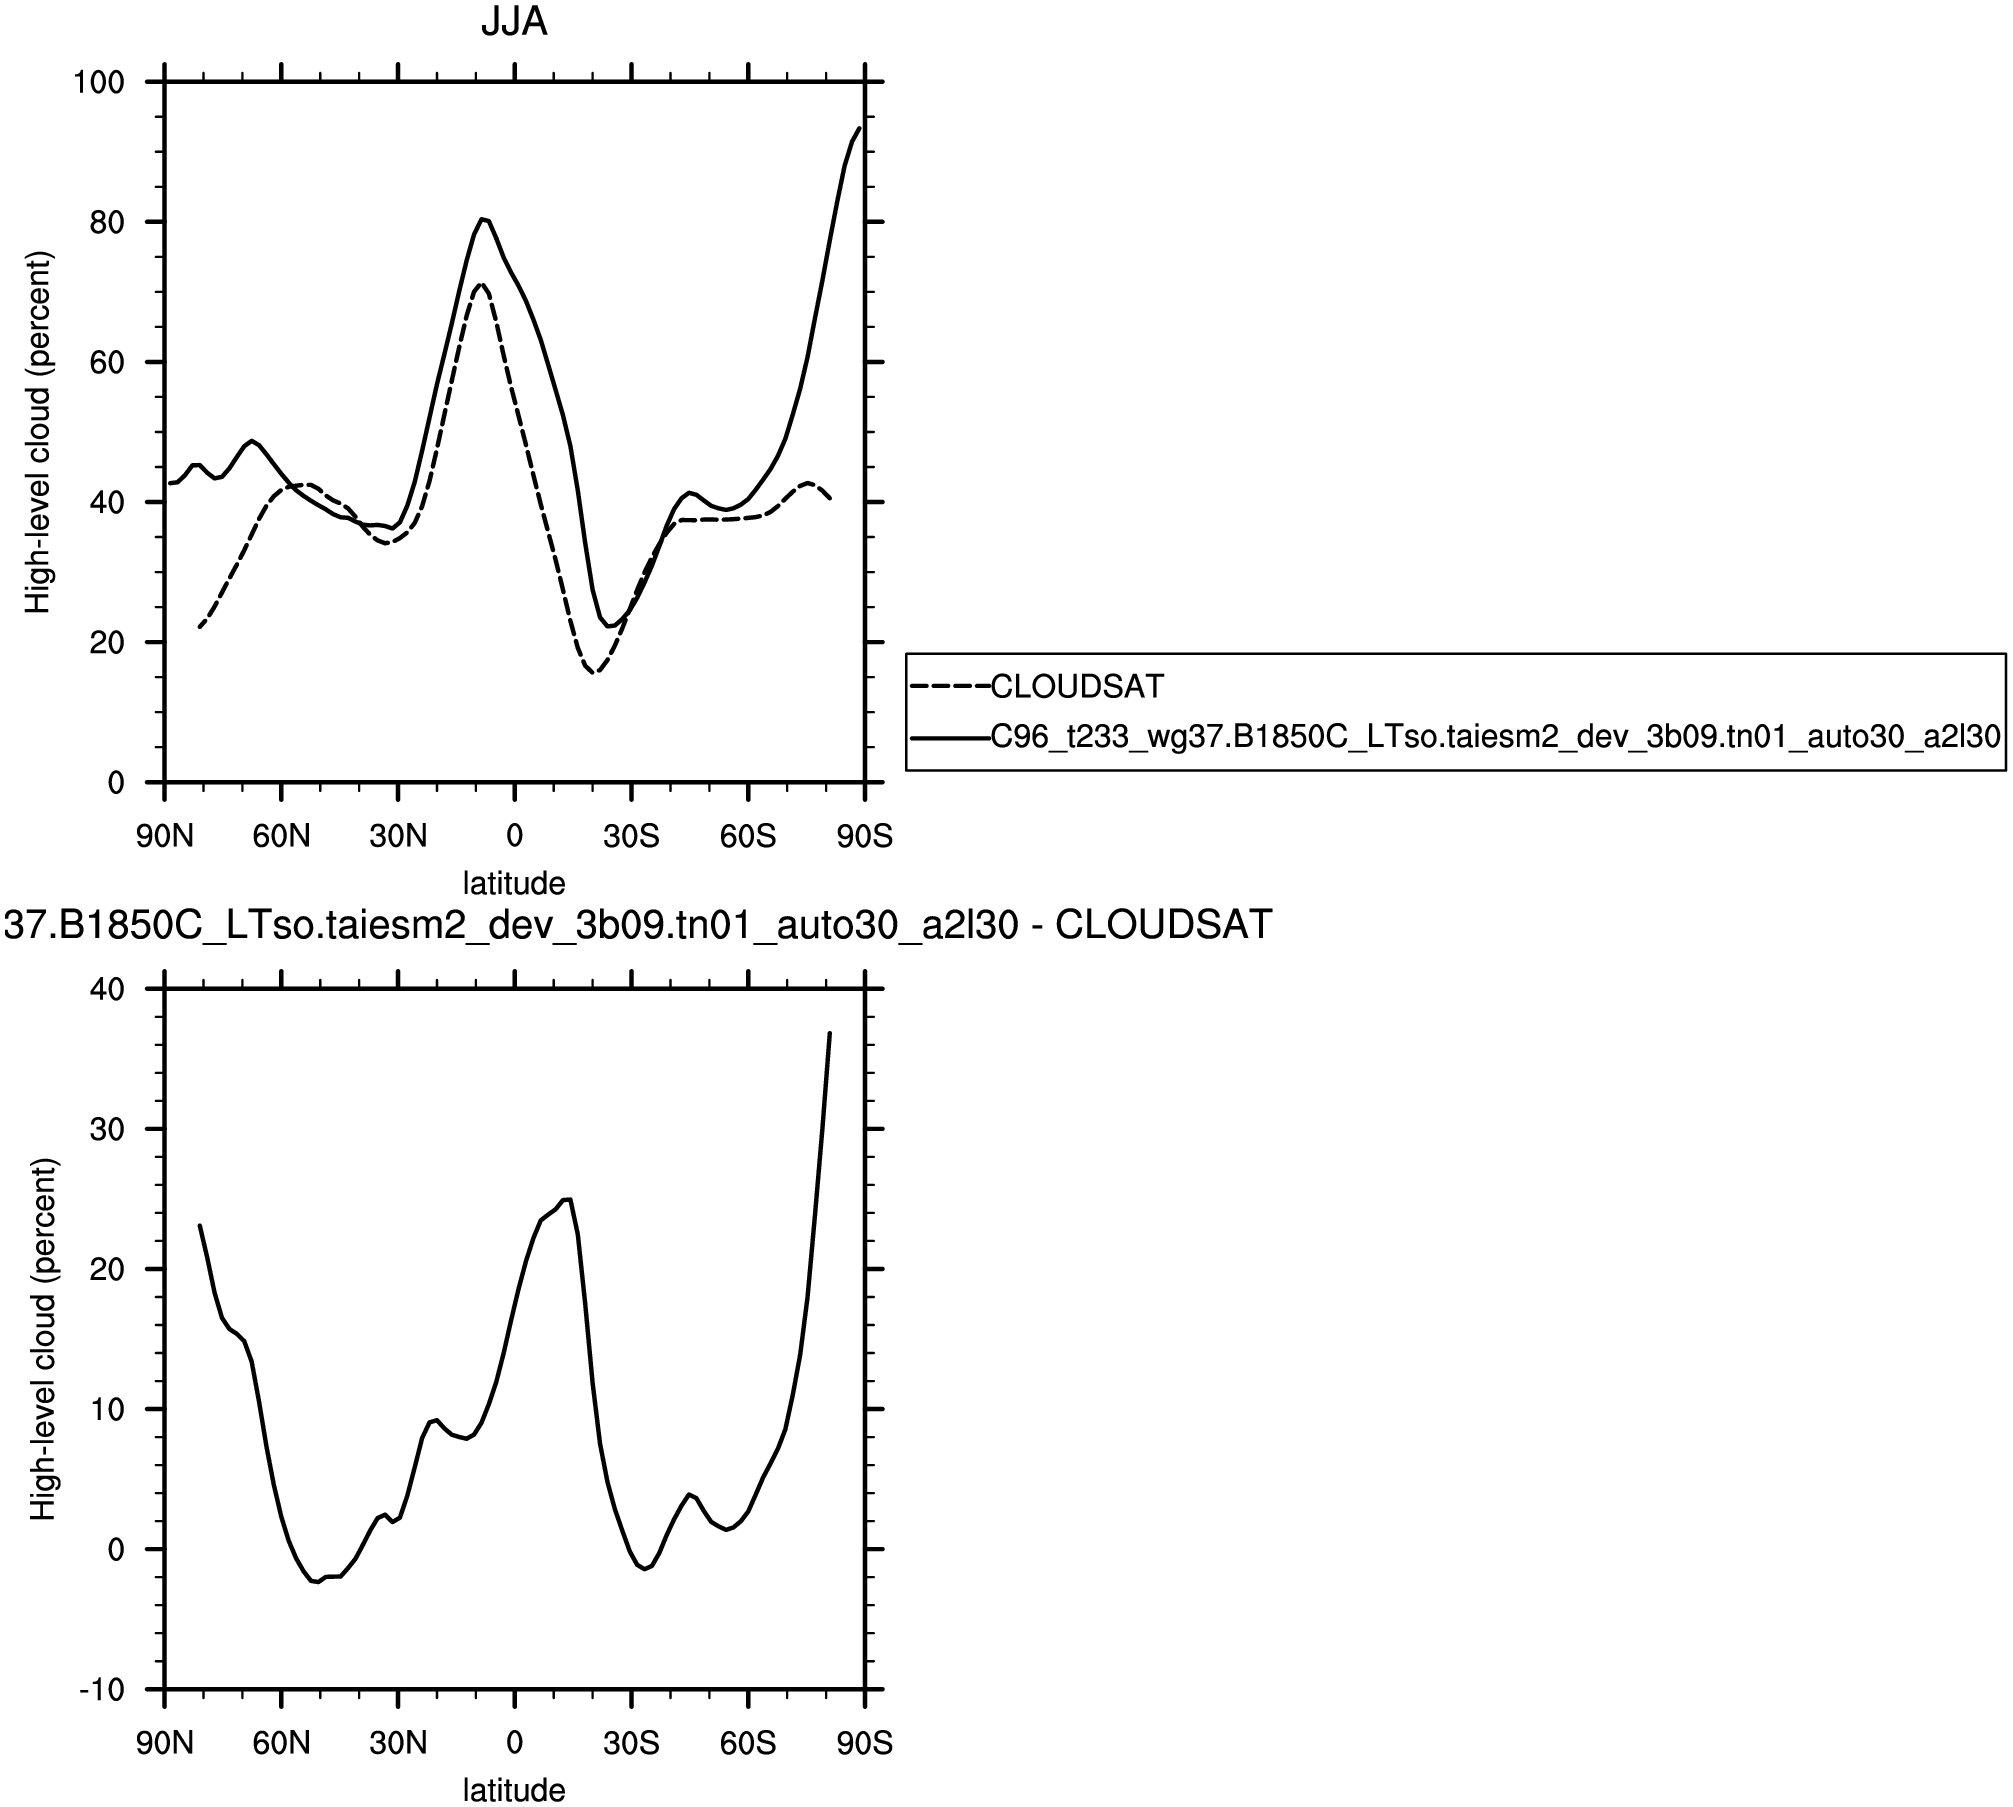 JJA
100
80
60
40
20
0
High-level cloud (percent)
90N 60N 30N 0 30S 60S 90S
latitude
CLOUDSAT
C96_t233_wg37.B1850C_LTso.taiesm2_dev_3b09.tn01_auto30_a2l30
37.B1850C_LTso.taiesm2_dev_3b09.tn01_auto30_a2l30 - CLOUDSAT
40
30
20
10
0
-10
High-level cloud (percent)
90N 60N 30N 0 30S 60S 90S
latitude